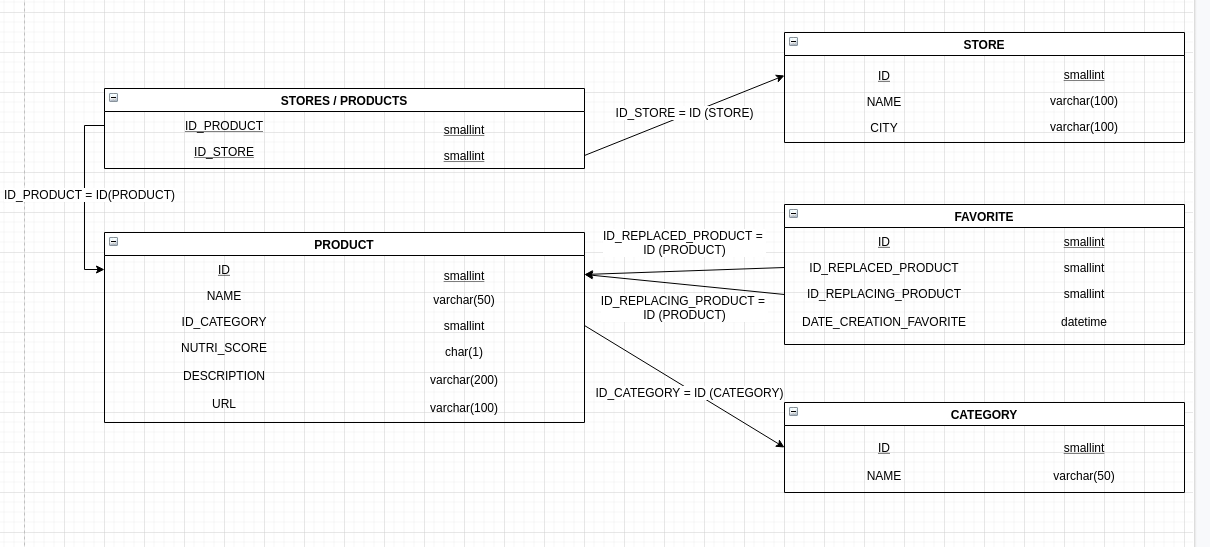 STORES / PRODUCTS
ID_PRODUCT smallint
ID_STORE smallint
ID_STORE = ID (STORE)
STORE
ID smallint
NAME varchar(100)
CITY varchar(100)
ID_PRODUCT = ID(PRODUCT)
PRODUCT
ID smallint
NAME varchar(50)
ID_CATEGORY smallint
NUTRI_SCORE char(1)
DESCRIPTION varchar(200)
URL varchar(100)
ID_REPLACED_PRODUCT =
ID (PRODUCT)
ID_REPLACING_PRODUCT =
ID (PRODUCT)
FAVORITE
ID smallint
ID_REPLACED_PRODUCT smallint
ID_REPLACING_PRODUCT smallint
DATE_CREATION_FAVORITE datetime
ID_CATEGORY = ID (CATEGORY)
CATEGORY
ID smallint
NAME varchar(50)